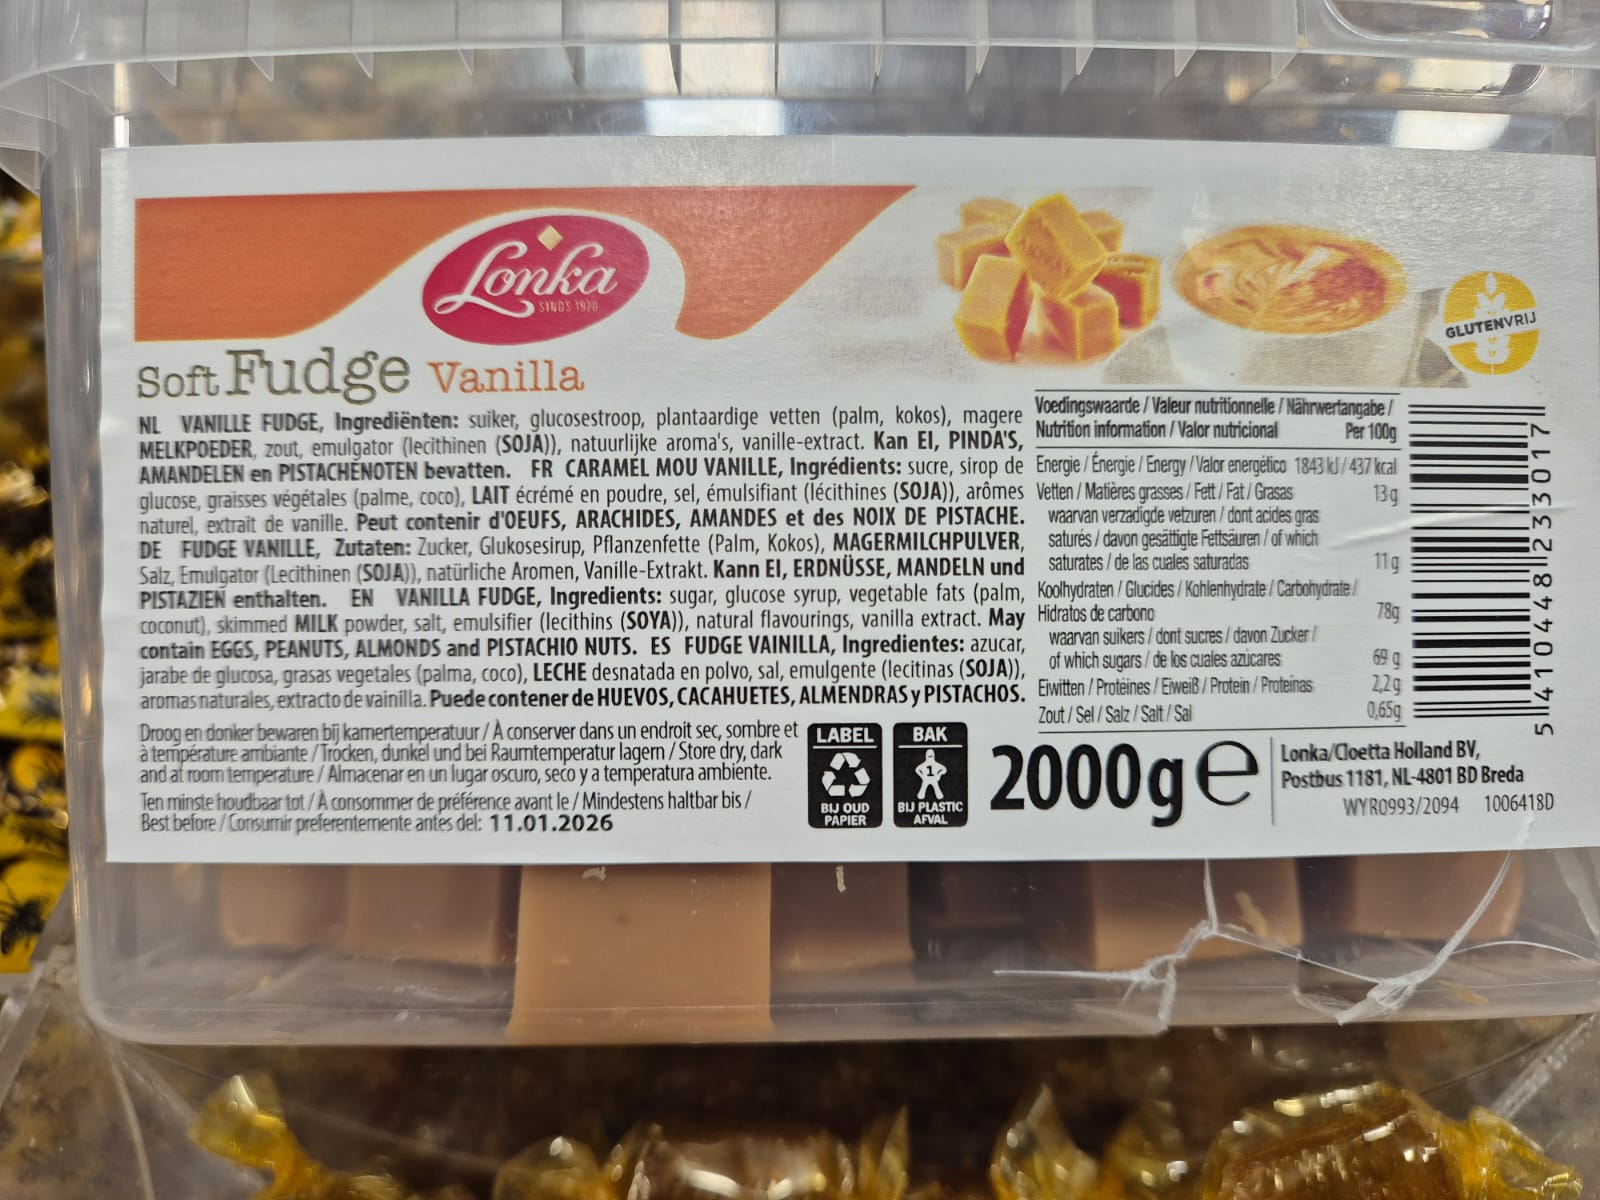 Lonka
SINDS 1920
Soft Fudge Vanilla
GLUTENVRIJ
NL VANILLE FUDGE, Ingrediënten: suiker, glucosestroop, plantaardige vetten (palm, kokos), magere
MELKPOEDER, zout, emulgator (lecithinen (SOJA)), natuurlijke aroma's, vanille-extract. Kan EI, PINDA'S,
AMANDELEN en PISTACHENOTEN bevatten. FR CARAMEL MOU VANILLE, Ingrédients: sucre, sirop de
glucose, graisses végétales (palme, coco), LAIT écrémé en poudre, sel, émulsifiant (lécithines (SOJA)), arômes
naturel, extrait de vanille. Peut contenir d'OEUFS, ARACHIDES, AMANDES et des NOIX DE PISTACHE.
DE FUDGE VANILLE, Zutaten: Zucker, Glukosesirup, Pflanzenfette (Palm, Kokos), MAGERMILCHPULVER,
Salz, Emulgator (Lecithinen (SOJA)), natürliche Aromen, Vanille-Extrakt. Kann EI, ERDNÜSSE, MANDELN und
PISTAZIEN enthalten. EN VANILLA FUDGE, Ingredients: sugar, glucose syrup, vegetable fats (palm,
coconut), skimmed MILK powder, salt, emulsifier (lecithins (SOYA)), natural flavourings, vanilla extract. May
contain EGGS, PEANUTS, ALMONDS and PISTACHIO NUTS. ES FUDGE VAINILLA, Ingredientes: azucar,
jarabe de glucosa, grasas vegetales (palma, coco), LECHE desnatada en polvo, sal, emulgente (lecitinas (SOJA)),
aromas naturales, extracto de vainilla. Puede contener de HUEVOS, CACAHUETES, ALMENDRAS y PISTACHOS.
Droog en donker bewaren bij kamertemperatuur / À conserver dans un endroit sec, sombre et
à température ambiante / Trocken, dunkel und bei Raumtemperatur lagern / Store dry, dark
and at room temperature / Almacenar en un lugar oscuro, seco y a temperatura ambiente.
Ten minste houdbaar tot / À consommer de préférence avant le / Mindestens haltbar bis /
Best before / Consumir preferentemente antes del: 11.01.2026
LABEL
BIJ OUD
PAPIER
BAK
1
BIJ PLASTIC
AFVAL
Voedingswaarde / Valeur nutritionnelle / Nährwertangabe /
Nutrition information / Valor nutricional Per 100g
Energie / Énergie / Energy / Valor energético 1843 kJ / 437 kcal
Vetten / Matières grasses / Fett / Fat / Grasas 13 g
waarvan verzadigde vetzuren / dont acides gras
saturés / davon gesättigte Fettsäuren / of which
saturates / de las cuales saturadas 11 g
Koolhydraten / Glucides / Kohlenhydrate / Carbohydrate /
Hidratos de carbono 78g
waarvan suikers / dont sucres / davon Zucker /
of which sugars / de los cuales azúcares 69 g
Eiwitten / Protéines / Eiweiß / Protein / Proteínas 2,2 g
Zout / Sel / Salz / Salt / Sal 0,65g
5 410448 233017
2000g e
Lonka/Cloetta Holland BV,
Postbus 1181, NL-4801 BD Breda
WYR0993/2094 1006418D